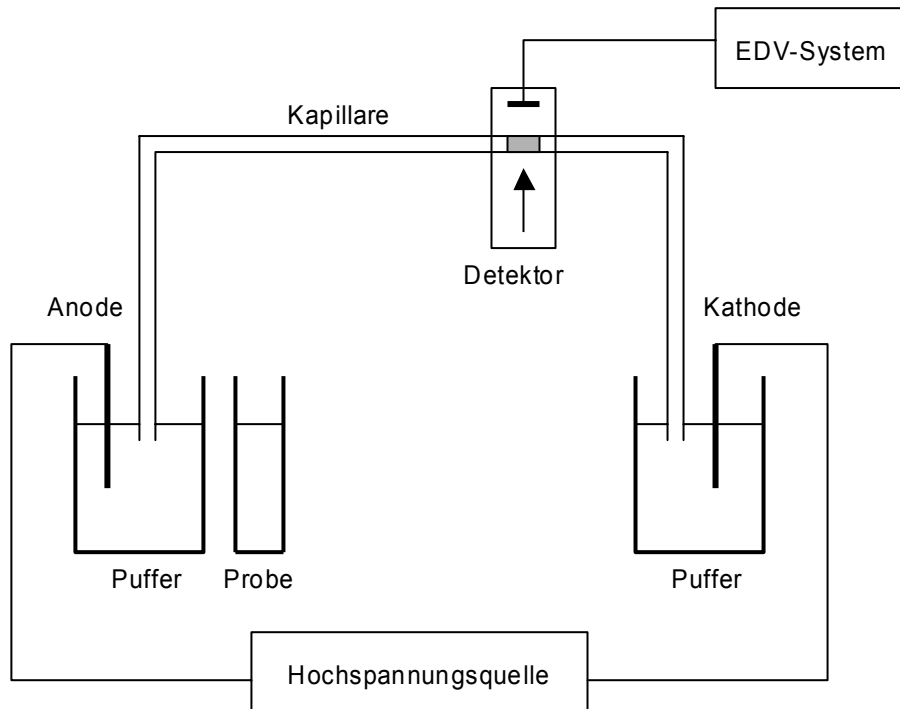 EDV-System
Kapillare
Detektor
Anode
Kathode
Puffer
Probe
Puffer
Hochspannungsquelle